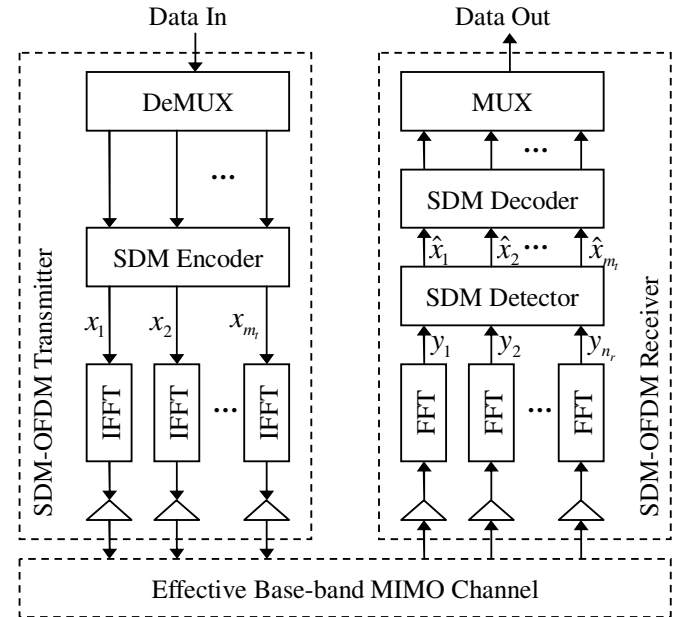 Data In
Data Out
DeMUX
MUX
...
...
SDM Decoder
SDM Encoder
x̂₁ x̂₂ ... x̂ₘₜ
SDM Detector
x₁ x₂ xₘₜ
y₁ y₂ yₙᵣ
IFFT IFFT ... IFFT
FFT FFT ... FFT
SDM-OFDM Transmitter
SDM-OFDM Receiver
Effective Base-band MIMO Channel